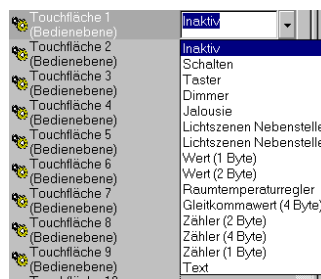 Touchfläche 1
(Bedienebene)
Touchfläche 2
(Bedienebene)
Touchfläche 3
(Bedienebene)
Touchfläche 4
(Bedienebene)
Touchfläche 5
(Bedienebene)
Touchfläche 6
(Bedienebene)
Touchfläche 7
(Bedienebene)
Touchfläche 8
(Bedienebene)
Touchfläche 9
(Bedienebene)
Inaktiv
Inaktiv
Schalten
Taster
Dimmer
Jalousie
Lichtszenen Nebenstelle
Lichtszenen Nebenstelle
Wert (1 Byte)
Wert (2 Byte)
Raumtemperaturregler
Gleitkommawert (4 Byte)
Zähler (2 Byte)
Zähler (4 Byte)
Zähler (1 Byte)
Text